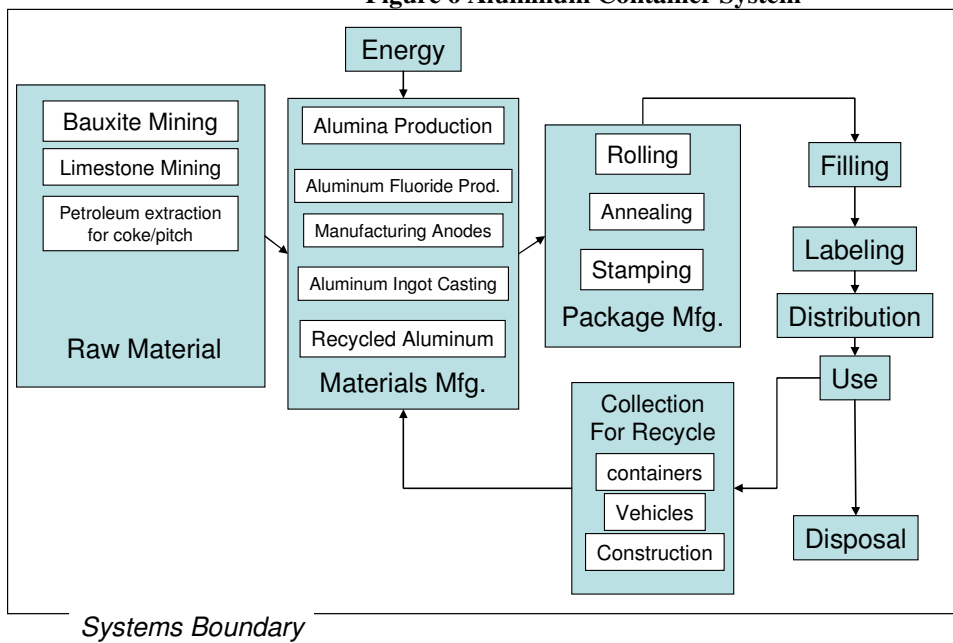 Figure 6 Aluminum Container System
Energy
Bauxite Mining
Limestone Mining
Petroleum extraction
for coke/pitch
Raw Material
Alumina Production
Aluminum Fluoride Prod.
Manufacturing Anodes
Aluminum Ingot Casting
Recycled Aluminum
Materials Mfg.
Rolling
Annealing
Stamping
Package Mfg.
Filling
Labeling
Distribution
Use
Collection
For Recycle
containers
Vehicles
Construction
Disposal
Systems Boundary